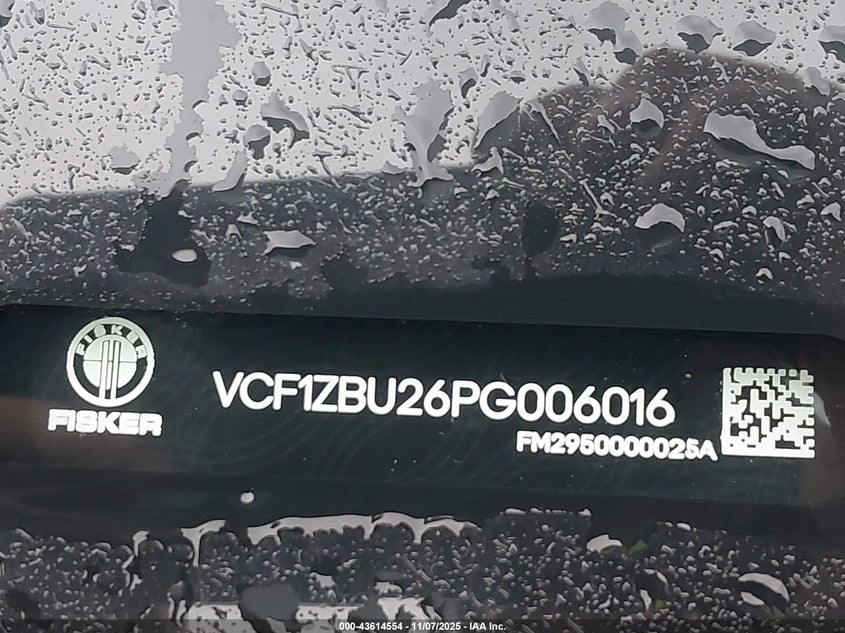 FISKER
FISKER
VCF1ZBU26PG006016
FM2950000025A
000-43614554 - 11/07/2025 - IAA Inc.